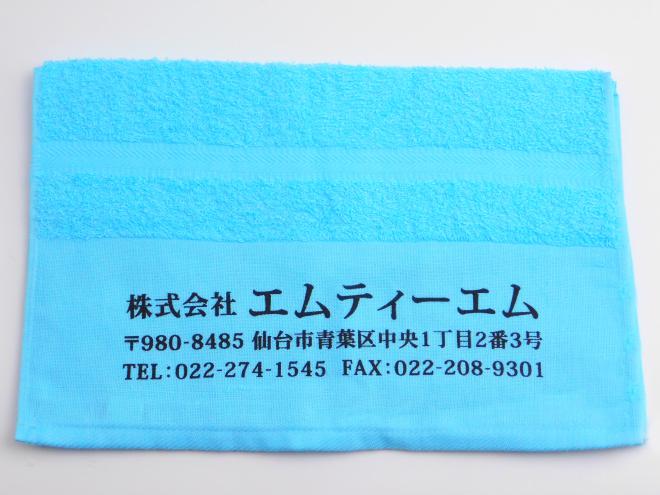 株式会社 エムティーエム
〒980-8485 仙台市青葉区中央1丁目2番3号
TEL:022-274-1545 FAX:022-208-9301